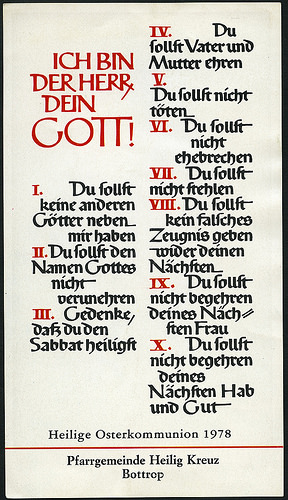 ICH BIN
DER HERR,
DEIN
GOTT!
I. Du sollst
keine anderen
Götter neben
mir haben
II. Du sollst den
Namen Gottes
nicht
verunehren
III. Gedenke,
daß du den
Sabbat heiligst
IV. Du
sollst Vater und
Mutter ehren
V.
Du sollst nicht
töten
VI. Du sollst
nicht
ehebrechen
VII. Du sollst
nicht stehlen
VIII. Du sollst
kein falsches
Zeugnis geben
wider deinen
Nächsten
IX. Du sollst
nicht begehren
deines Näch=
sten Frau
X. Du sollst
nicht begehren
deines
Nächsten Hab
und Gut
Heilige Osterkommunion 1978
Pfarrgemeinde Heilig Kreuz
Bottrop